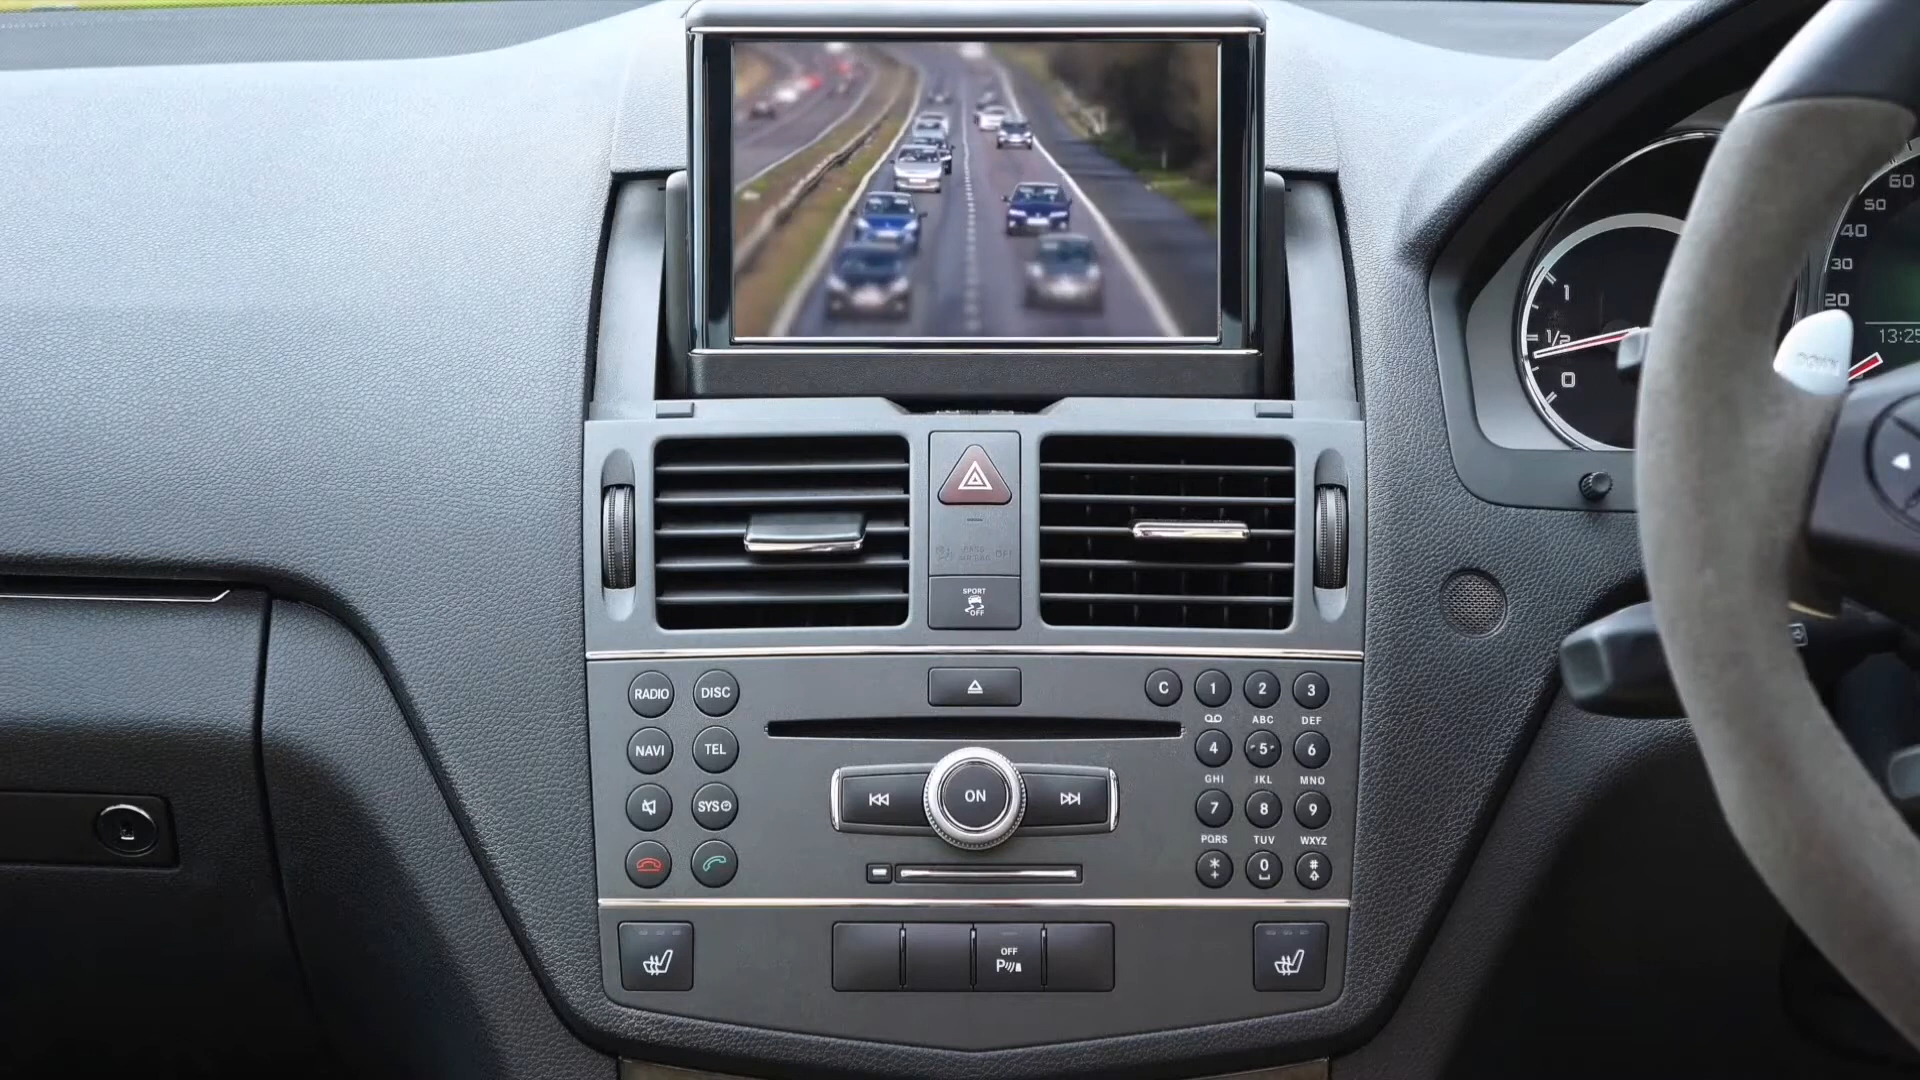 60
50
40
30
20
13:25
1
1/2
0
SPORT
OFF
RADIO DISC
NAVI TEL
SYS
C 1 2 3
ABC DEF
4 5 6
GHI JKL MNO
7 8 9
PQRS TUV WXYZ
* 0 #
+
ON
OFF
P